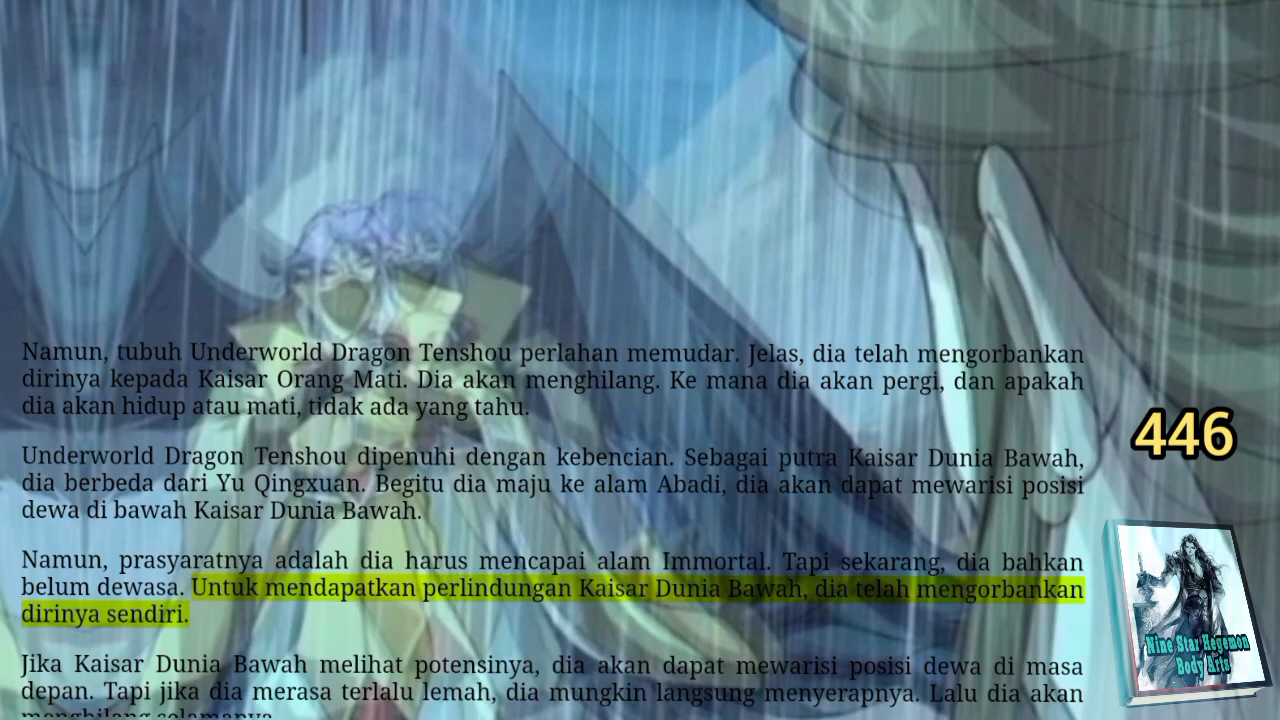 Namun, tubuh Underworld Dragon Tenshou perlahan memudar. Jelas, dia telah mengorbankan
dirinya kepada Kaisar Orang Mati. Dia akan menghilang. Ke mana dia akan pergi, dan apakah
dia akan hidup atau mati, tidak ada yang tahu.
Underworld Dragon Tenshou dipenuhi dengan kebencian. Sebagai putra Kaisar Dunia Bawah,
dia berbeda dari Yu Qingxuan. Begitu dia maju ke alam Abadi, dia akan dapat mewarisi posisi
dewa di bawah Kaisar Dunia Bawah.
Namun, prasyaratnya adalah dia harus mencapai alam Immortal. Tapi sekarang, dia bahkan
belum dewasa. Untuk mendapatkan perlindungan Kaisar Dunia Bawah, dia telah mengorbankan
dirinya sendiri.
Jika Kaisar Dunia Bawah melihat potensinya, dia akan dapat mewarisi posisi dewa di masa
depan. Tapi jika dia merasa terlalu lemah, dia mungkin langsung menyerapnya. Lalu dia akan
menghilang selamanya.
446
Nine Star Hegemon
Body Arts